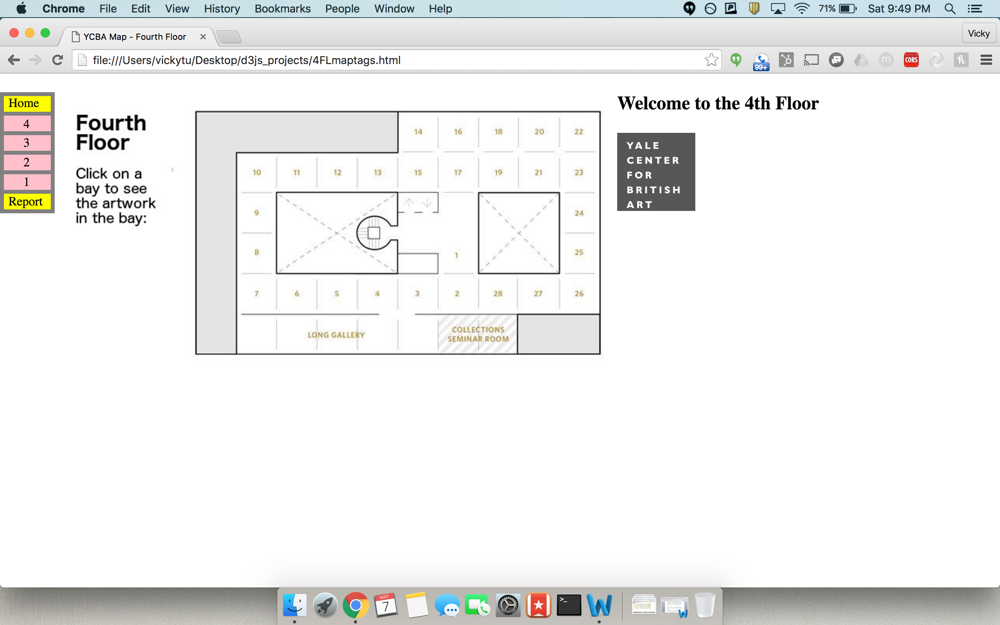 Chrome File Edit View History Bookmarks People Window Help 71% Sat 9:49 PM
YCBA Map - Fourth Floor
Vicky
file:///Users/vickytu/Desktop/d3js_projects/4FLmaptags.html
99+
m
CORS
h
Home
4
3
2
1
Report
Fourth
Floor
Click on a
bay to see
the artwork
in the bay:
14 16 18 20 22
10 11 12 13 15 17 19 21 23
9 24
8 1 25
7 6 5 4 3 2 28 27 26
LONG GALLERY
COLLECTIONS
SEMINAR ROOM
Welcome to the 4th Floor
YALE
CENTER
FOR
BRITISH
ART
MAY
7
>_
W